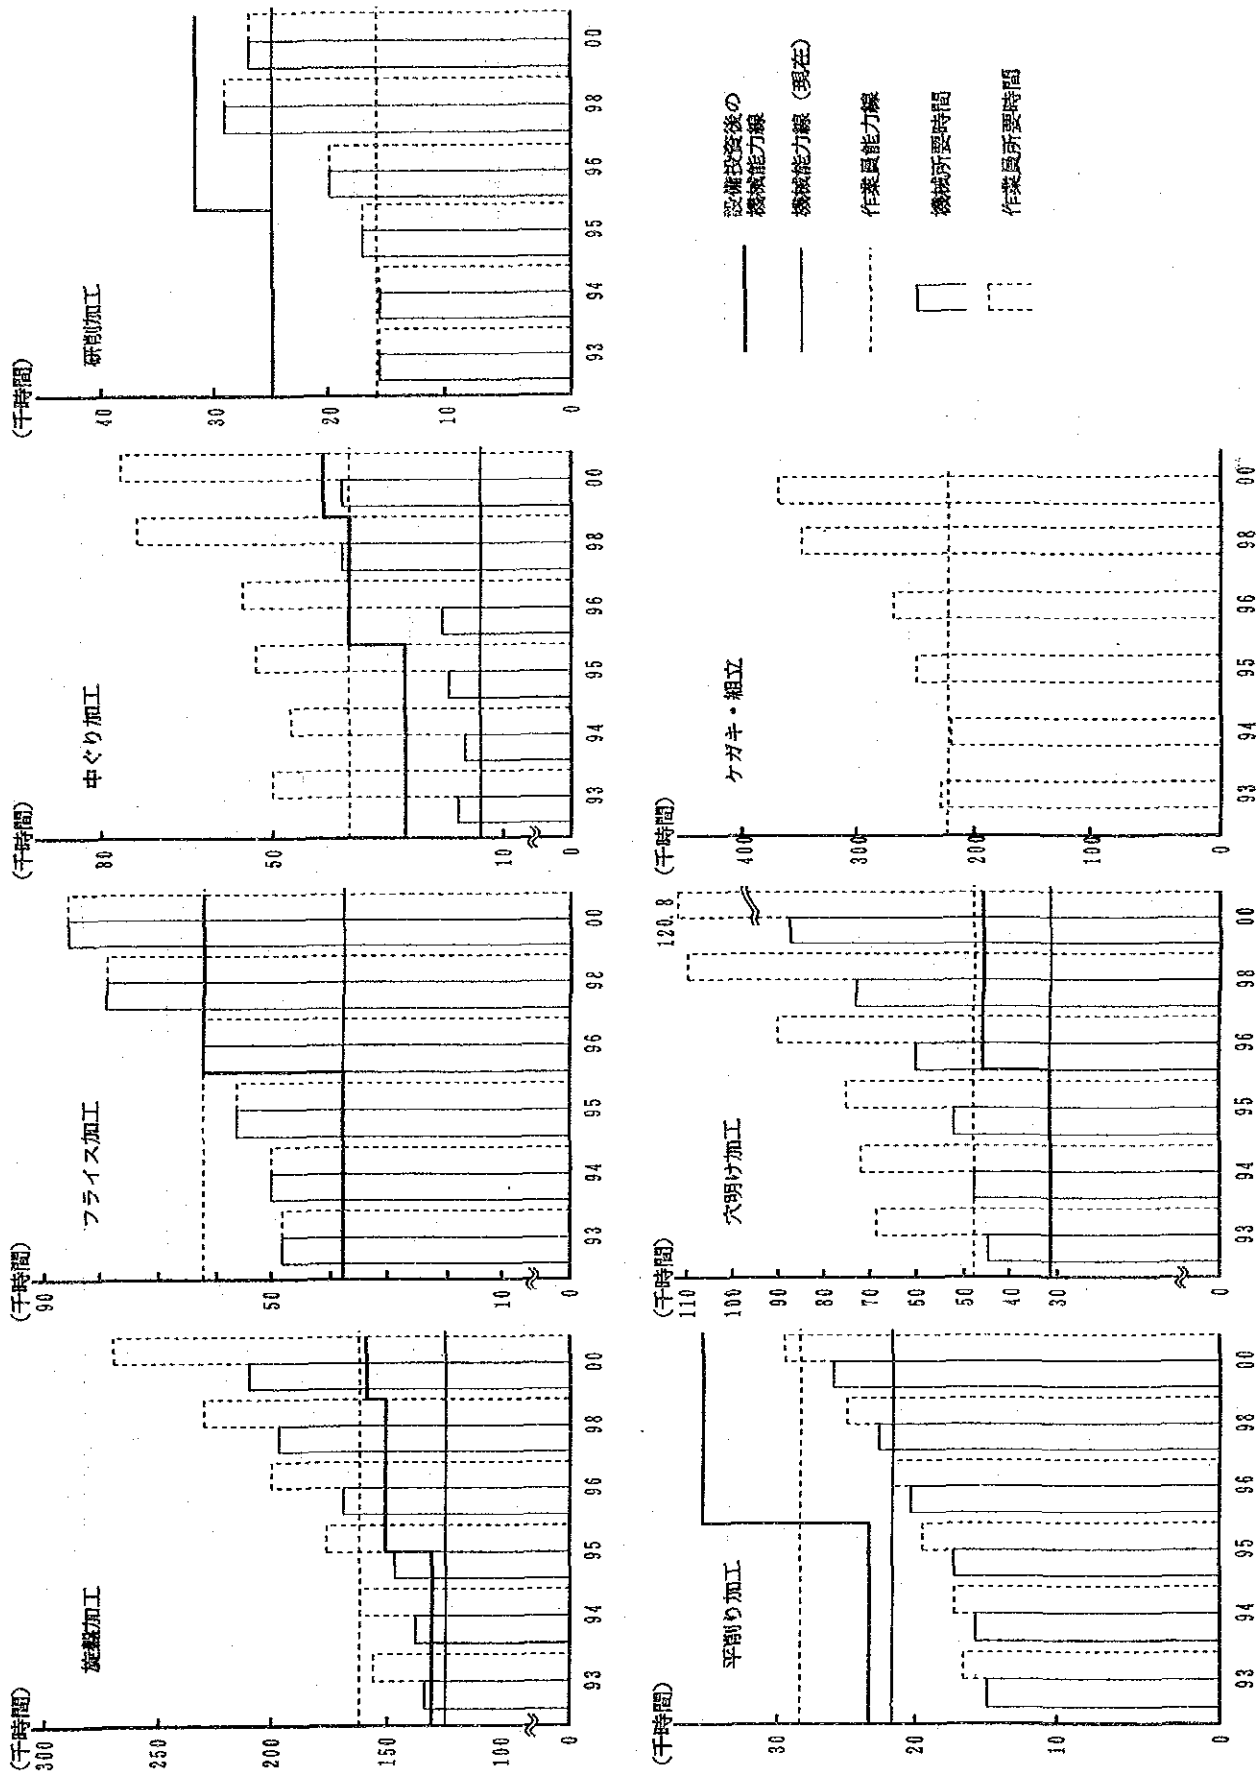 旋盤加工
(千時間)
300
200
150
100
0
93 94 95 96 98 00
フライス加工
(千時間)
90
50
10
0
93 94 95 96 98 00
中ぐり加工
(千時間)
80
50
10
0
93 94 95 96 98 00
研削加工
(千時間)
40
30
20
10
0
93 94 95 96 98 00
平削り加工
(千時間)
30
20
10
0
93 94 95 96 98 00
穴明け加工
(千時間)
110
100
90
80
70
60
50
40
30
0
120.8
93 94 95 96 98 00
ケガキ・組立
(千時間)
400
300
200
100
0
93 94 95 96 98 00
設備投資後の
機械能力線
機械能力線(現在)
作業員能力線
機械所要時間
作業員所要時間